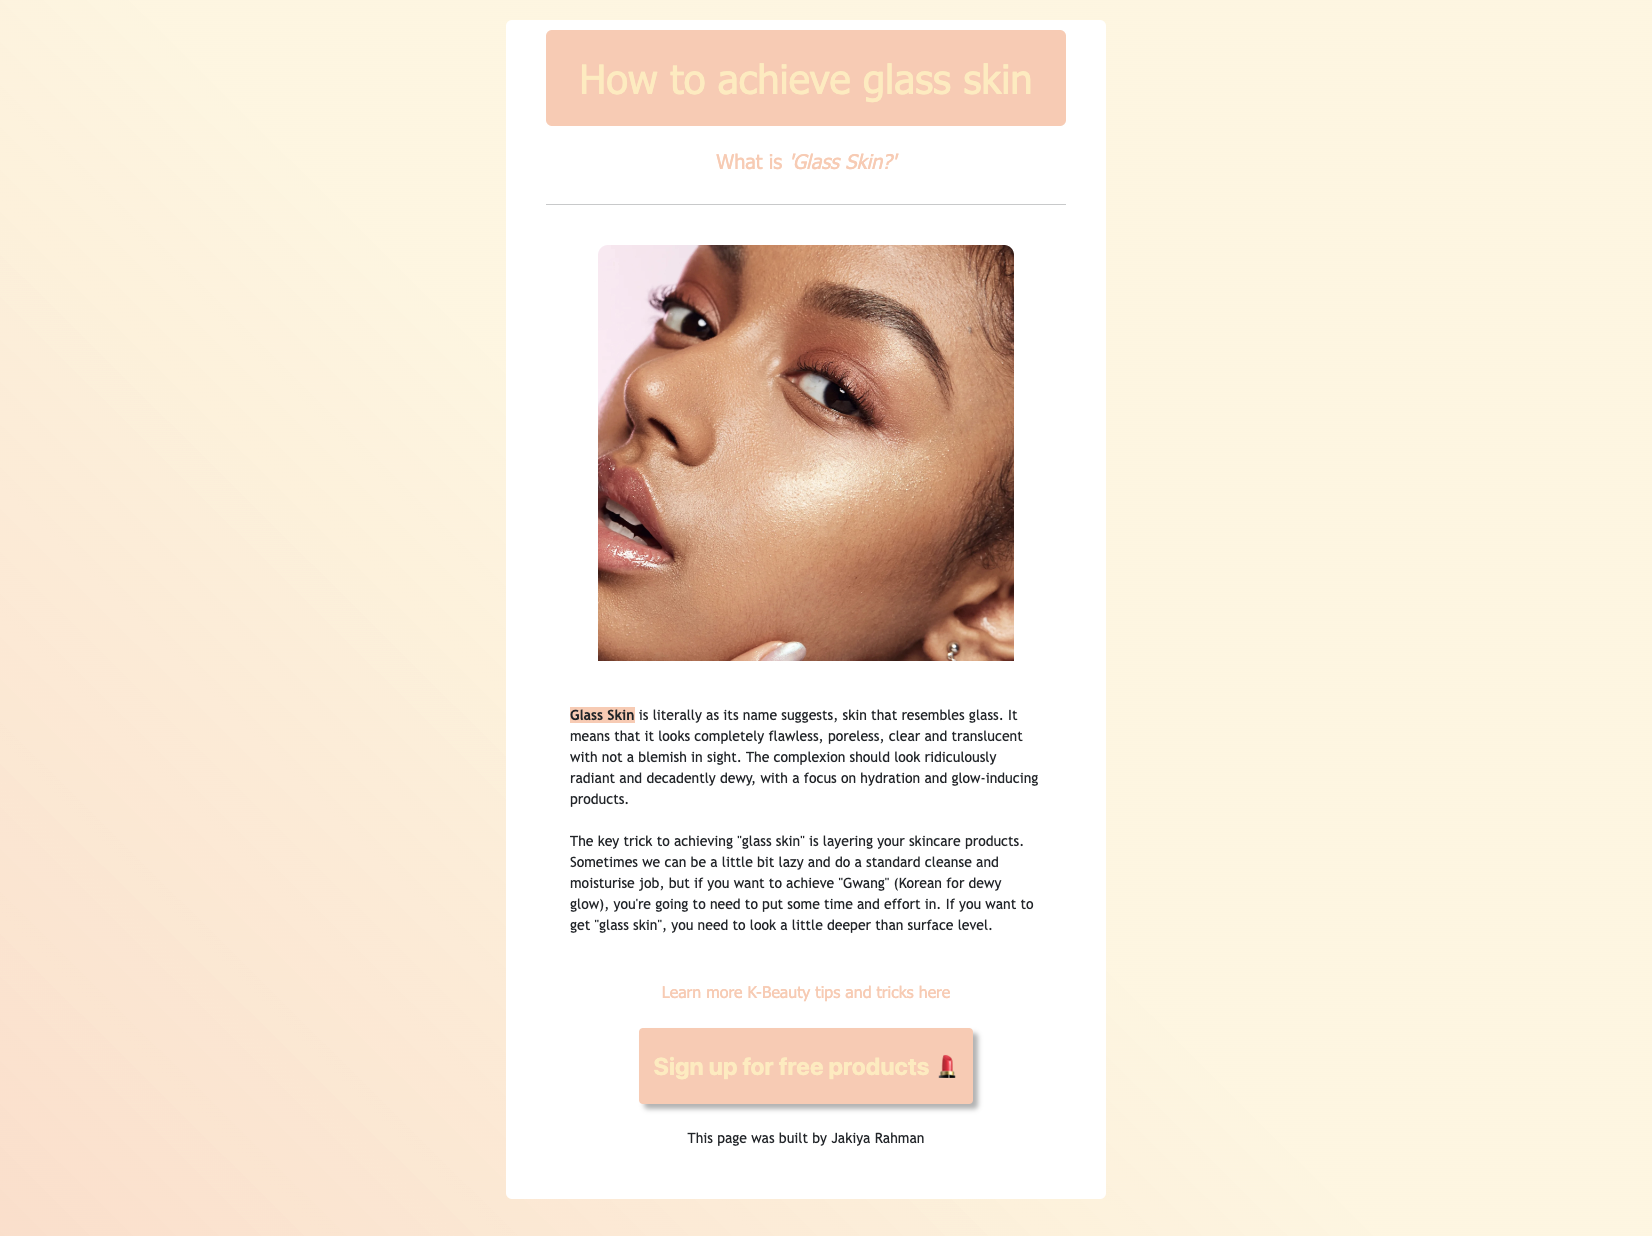 How to achieve glass skin
What is 'Glass Skin?'
Glass Skin is literally as its name suggests, skin that resembles glass. It
means that it looks completely flawless, poreless, clear and translucent
with not a blemish in sight. The complexion should look ridiculously
radiant and decadently dewy, with a focus on hydration and glow-inducing
products.
The key trick to achieving "glass skin" is layering your skincare products.
Sometimes we can be a little bit lazy and do a standard cleanse and
moisturise job, but if you want to achieve "Gwang" (Korean for dewy
glow), you're going to need to put some time and effort in. If you want to
get "glass skin", you need to look a little deeper than surface level.
Learn more K-Beauty tips and tricks here
Sign up for free products 💄
This page was built by Jakiya Rahman